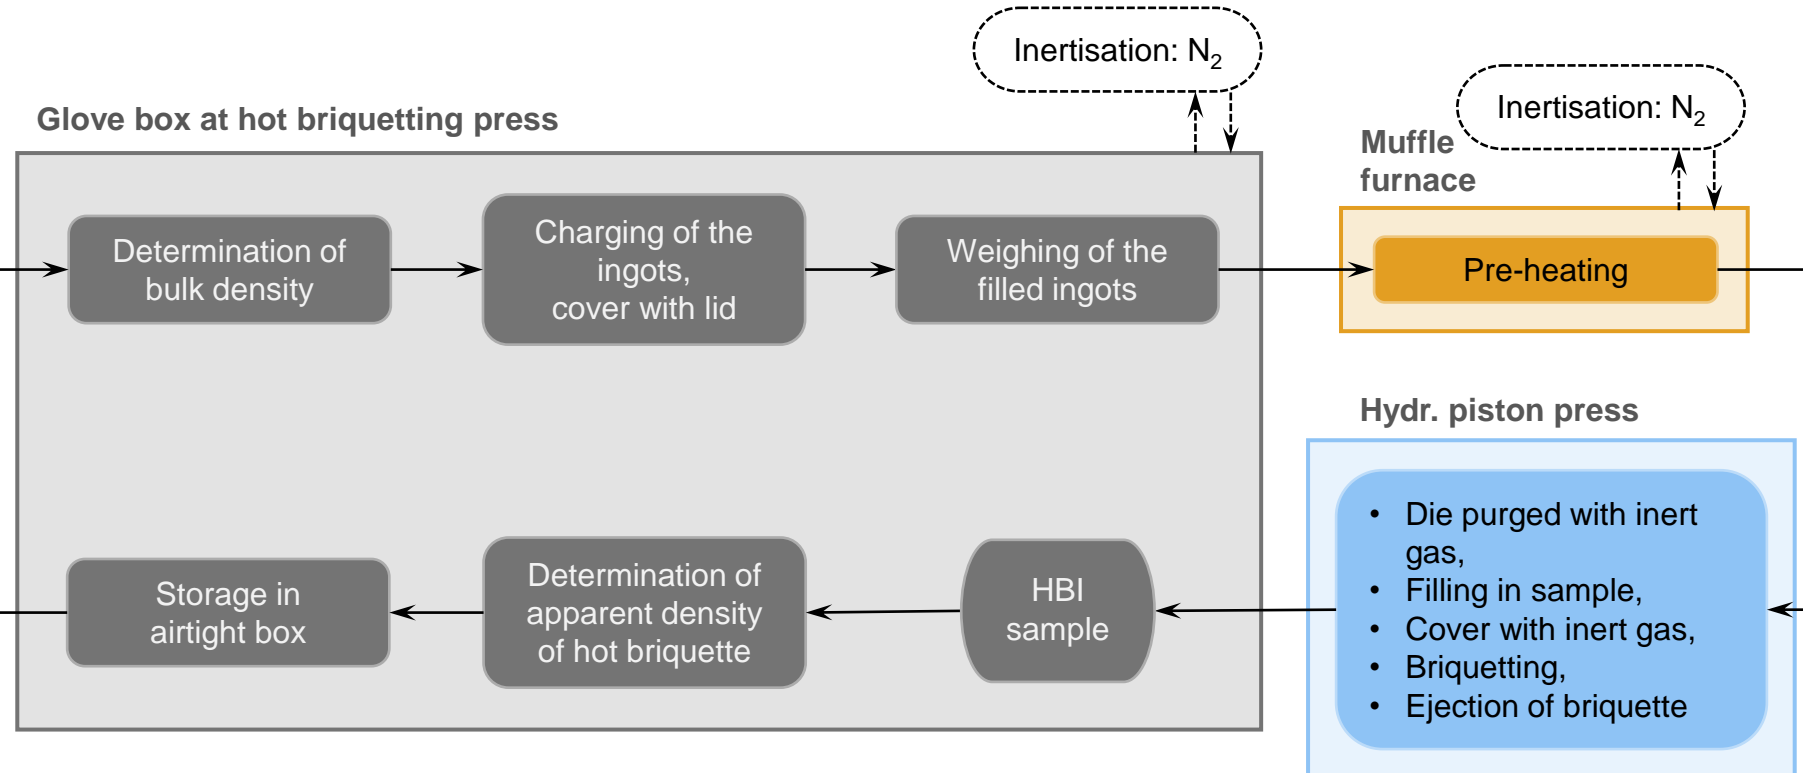 Inertisation: N₂
Glove box at hot briquetting press
Inertisation: N₂
Muffle
furnace
Determination of
bulk density
Charging of the
ingots,
cover with lid
Weighing of the
filled ingots
Pre-heating
Hydr. piston press
• Die purged with inert
gas,
• Filling in sample,
• Cover with inert gas,
• Briquetting,
• Ejection of briquette
HBI
sample
Determination of
apparent density
of hot briquette
Storage in
airtight box